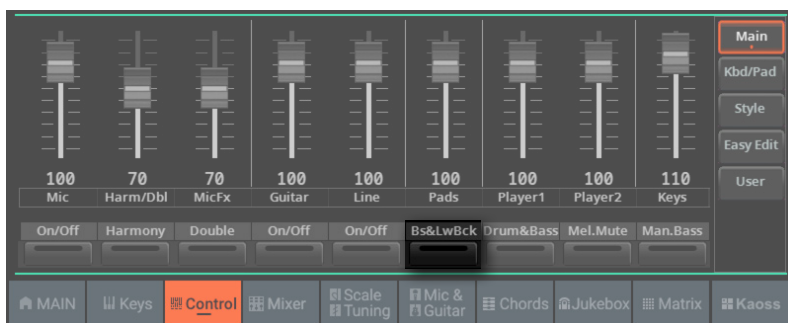 Main
Kbd/Pad
Style
Easy Edit
User
100 70 70 100 100 100 100 100 110
Mic Harm/Dbl MicFx Guitar Line Pads Player1 Player2 Keys
On/Off Harmony Double On/Off On/Off Bs&LwBck Drum&Bass Mel.Mute Man.Bass
MAIN Keys Control Mixer Scale Tuning Mic & Guitar Chords Jukebox Matrix Kaoss